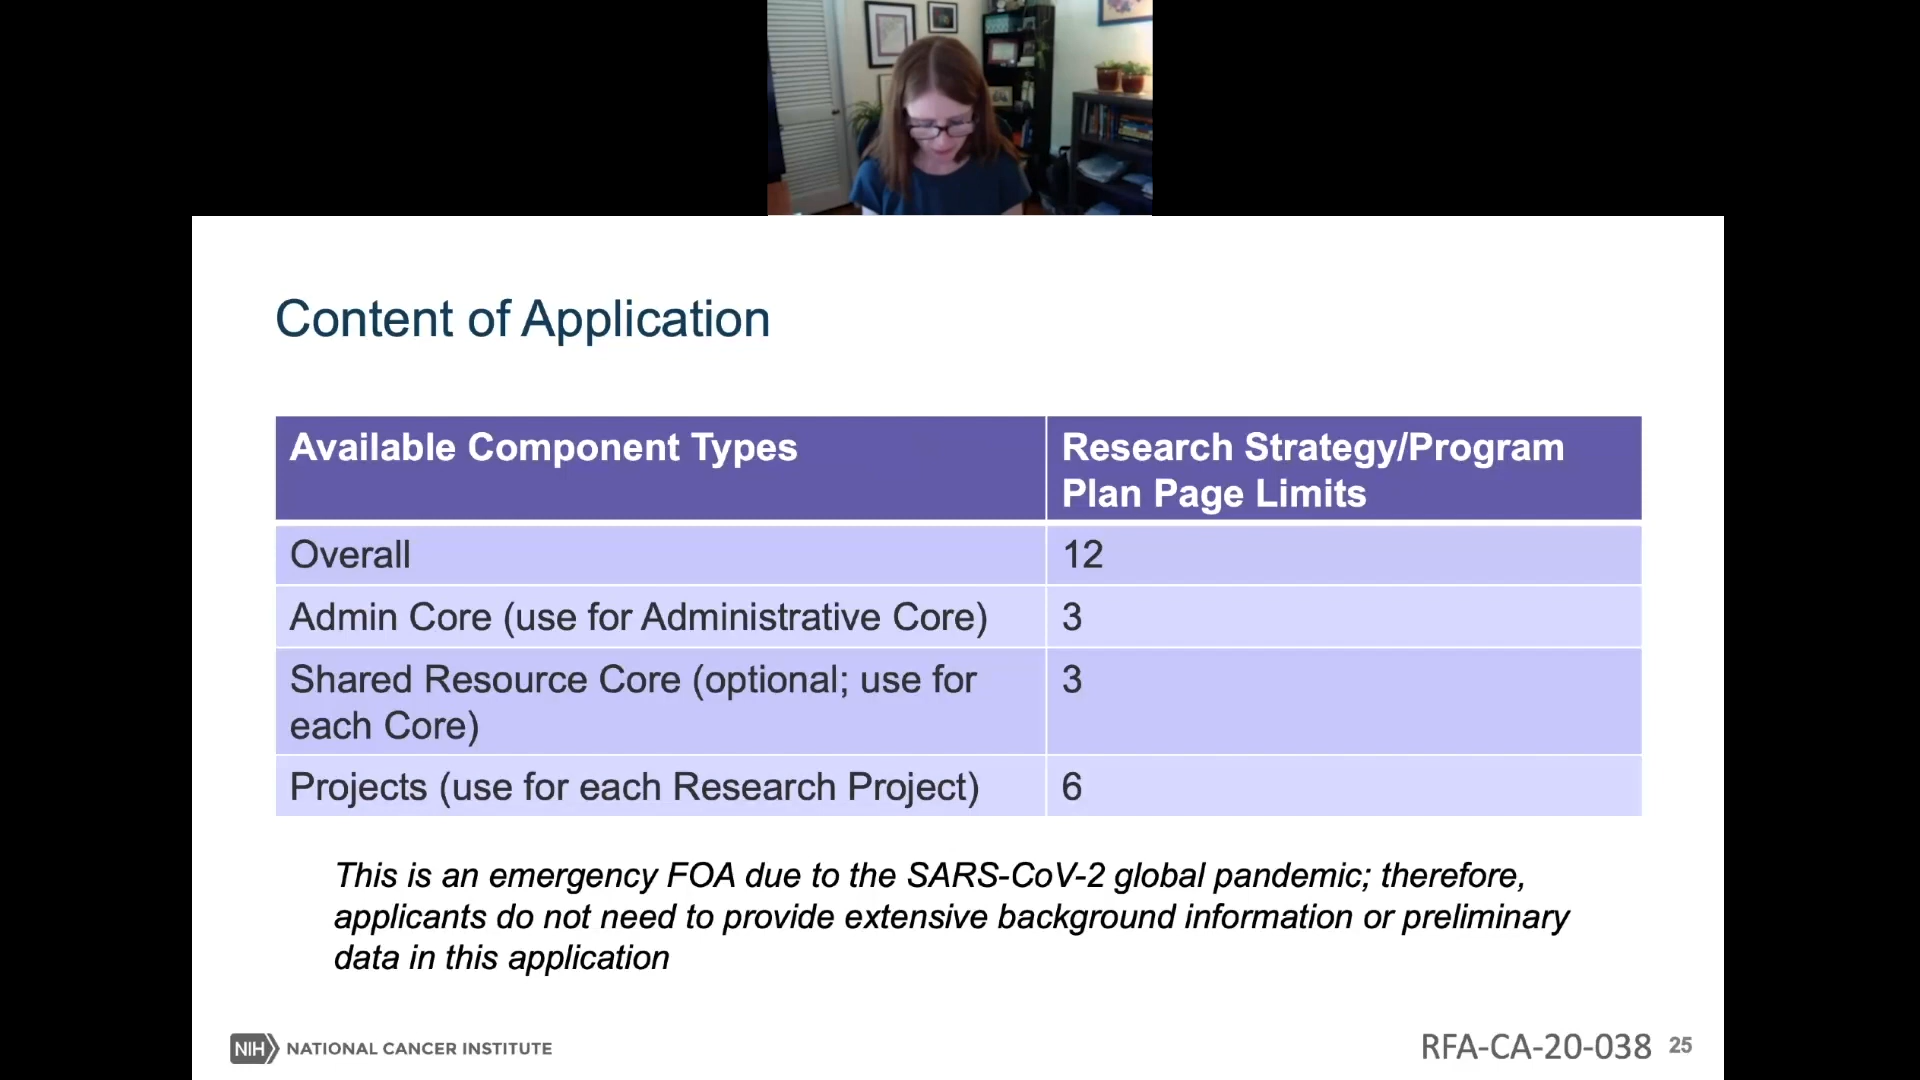 Content of Application
Available Component Types
Research Strategy/Program
Plan Page Limits
Overall
12
Admin Core (use for Administrative Core)
3
Shared Resource Core (optional; use for
each Core)
3
Projects (use for each Research Project)
6
This is an emergency FOA due to the SARS-CoV-2 global pandemic; therefore,
applicants do not need to provide extensive background information or preliminary
data in this application
NIH NATIONAL CANCER INSTITUTE
RFA-CA-20-038 25